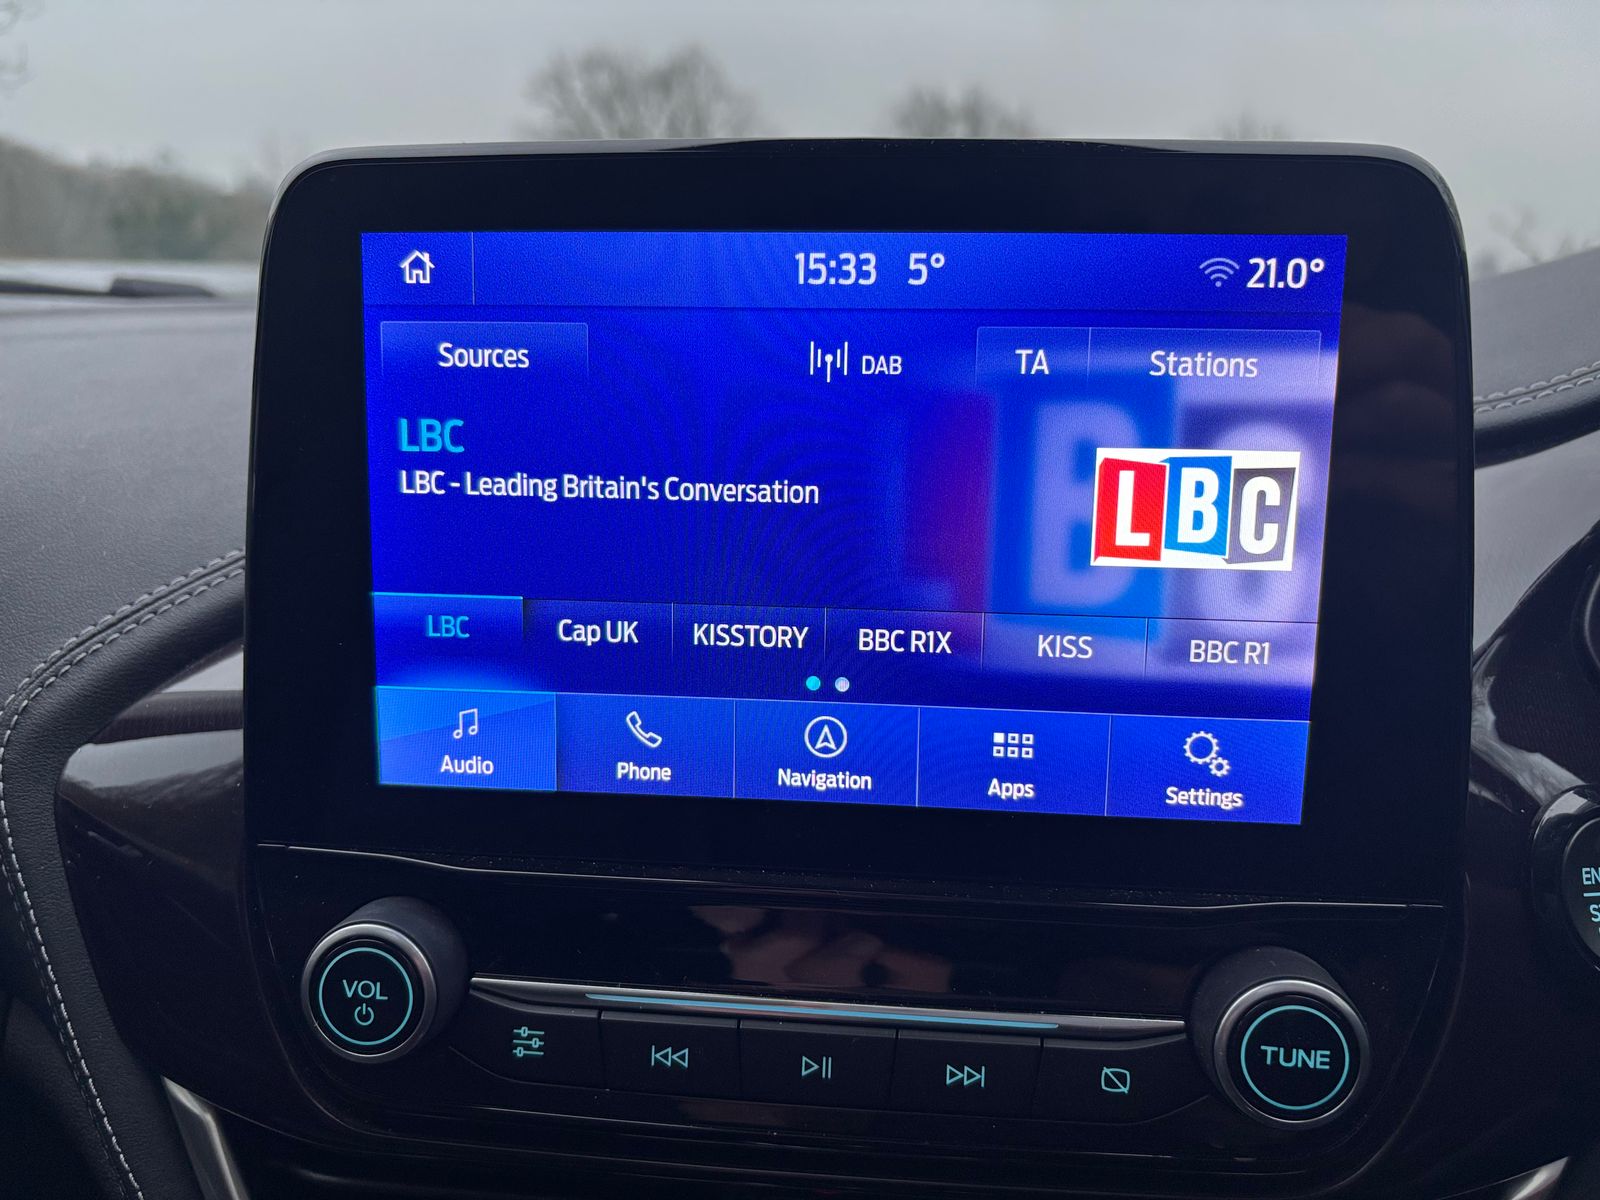 15:33 5° 21.0°
Sources DAB TA Stations
LBC
LBC - Leading Britain's Conversation
LBC
LBC Cap UK KISSTORY BBC R1X KISS BBC R1
Audio Phone Navigation Apps Settings
VOL
TUNE